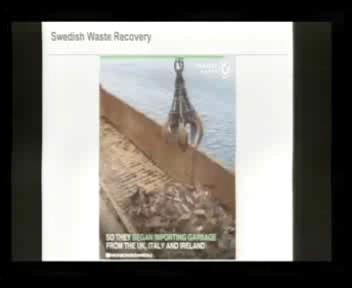 Swedish Waste Recovery
SO THEY BEGAN IMPORTING GARBAGE
FROM THE UK, ITALY AND IRELAND